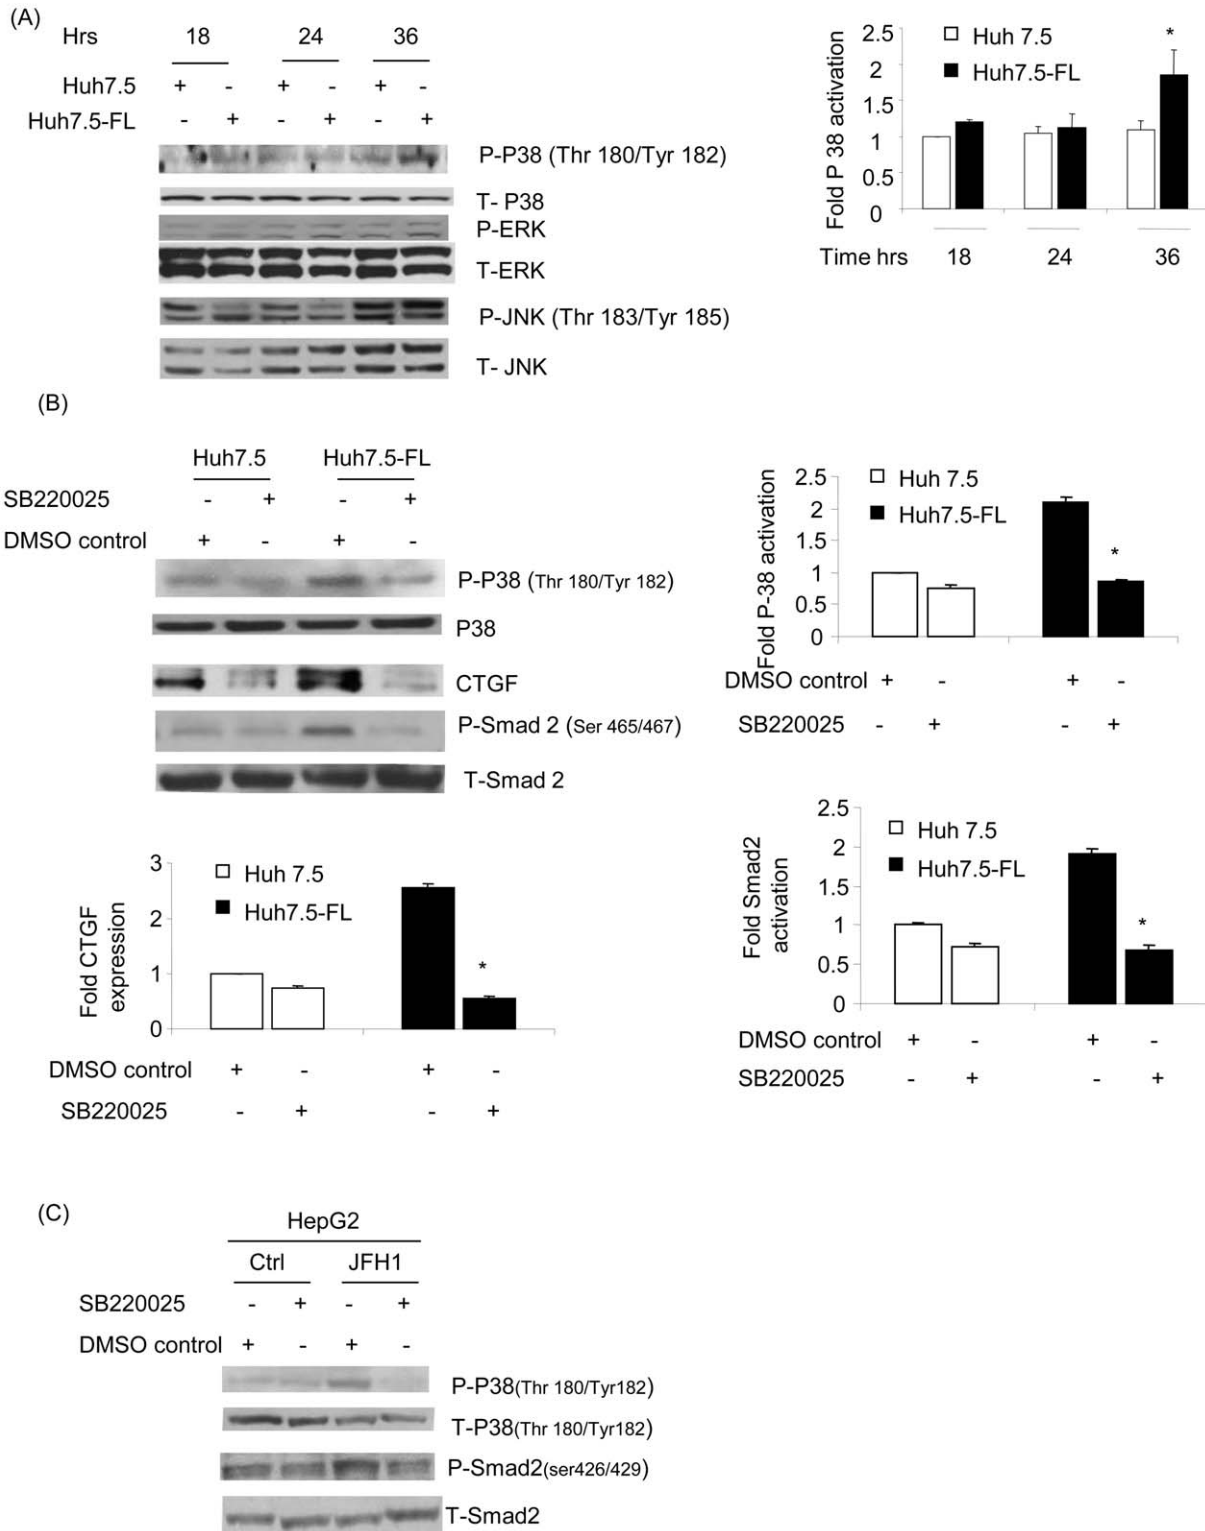 (A)
Hrs 18 24 36
Huh7.5 + - + - + -
Huh7.5-FL - + - + - +
P-P38 (Thr 180/Tyr 182)
T- P38
P-ERK
T-ERK
P-JNK (Thr 183/Tyr 185)
T- JNK
Fold P 38 activation
2.5
2
1.5
1
0.5
0
Huh 7.5
Huh7.5-FL
*
Time hrs 18 24 36
(B)
Huh7.5 Huh7.5-FL
SB220025 - + - +
DMSO control + - + -
P-P38 (Thr 180/Tyr 182)
P38
CTGF
P-Smad 2 (Ser 465/467)
T-Smad 2
Fold P-38 activation
2.5
2
1.5
1
0.5
0
Huh 7.5
Huh7.5-FL
*
DMSO control + - + -
SB220025 - + - +
Fold CTGF
expression
3
2
1
0
Huh 7.5
Huh7.5-FL
*
DMSO control + - + -
SB220025 - + - +
Fold Smad2
activation
2.5
2
1.5
1
0.5
0
Huh 7.5
Huh7.5-FL
*
DMSO control + - + -
SB220025 - + - +
(C)
HepG2
Ctrl JFH1
SB220025 - + - +
DMSO control + - + -
P-P38(Thr 180/Tyr182)
T-P38(Thr 180/Tyr182)
P-Smad2(ser426/429)
T-Smad2